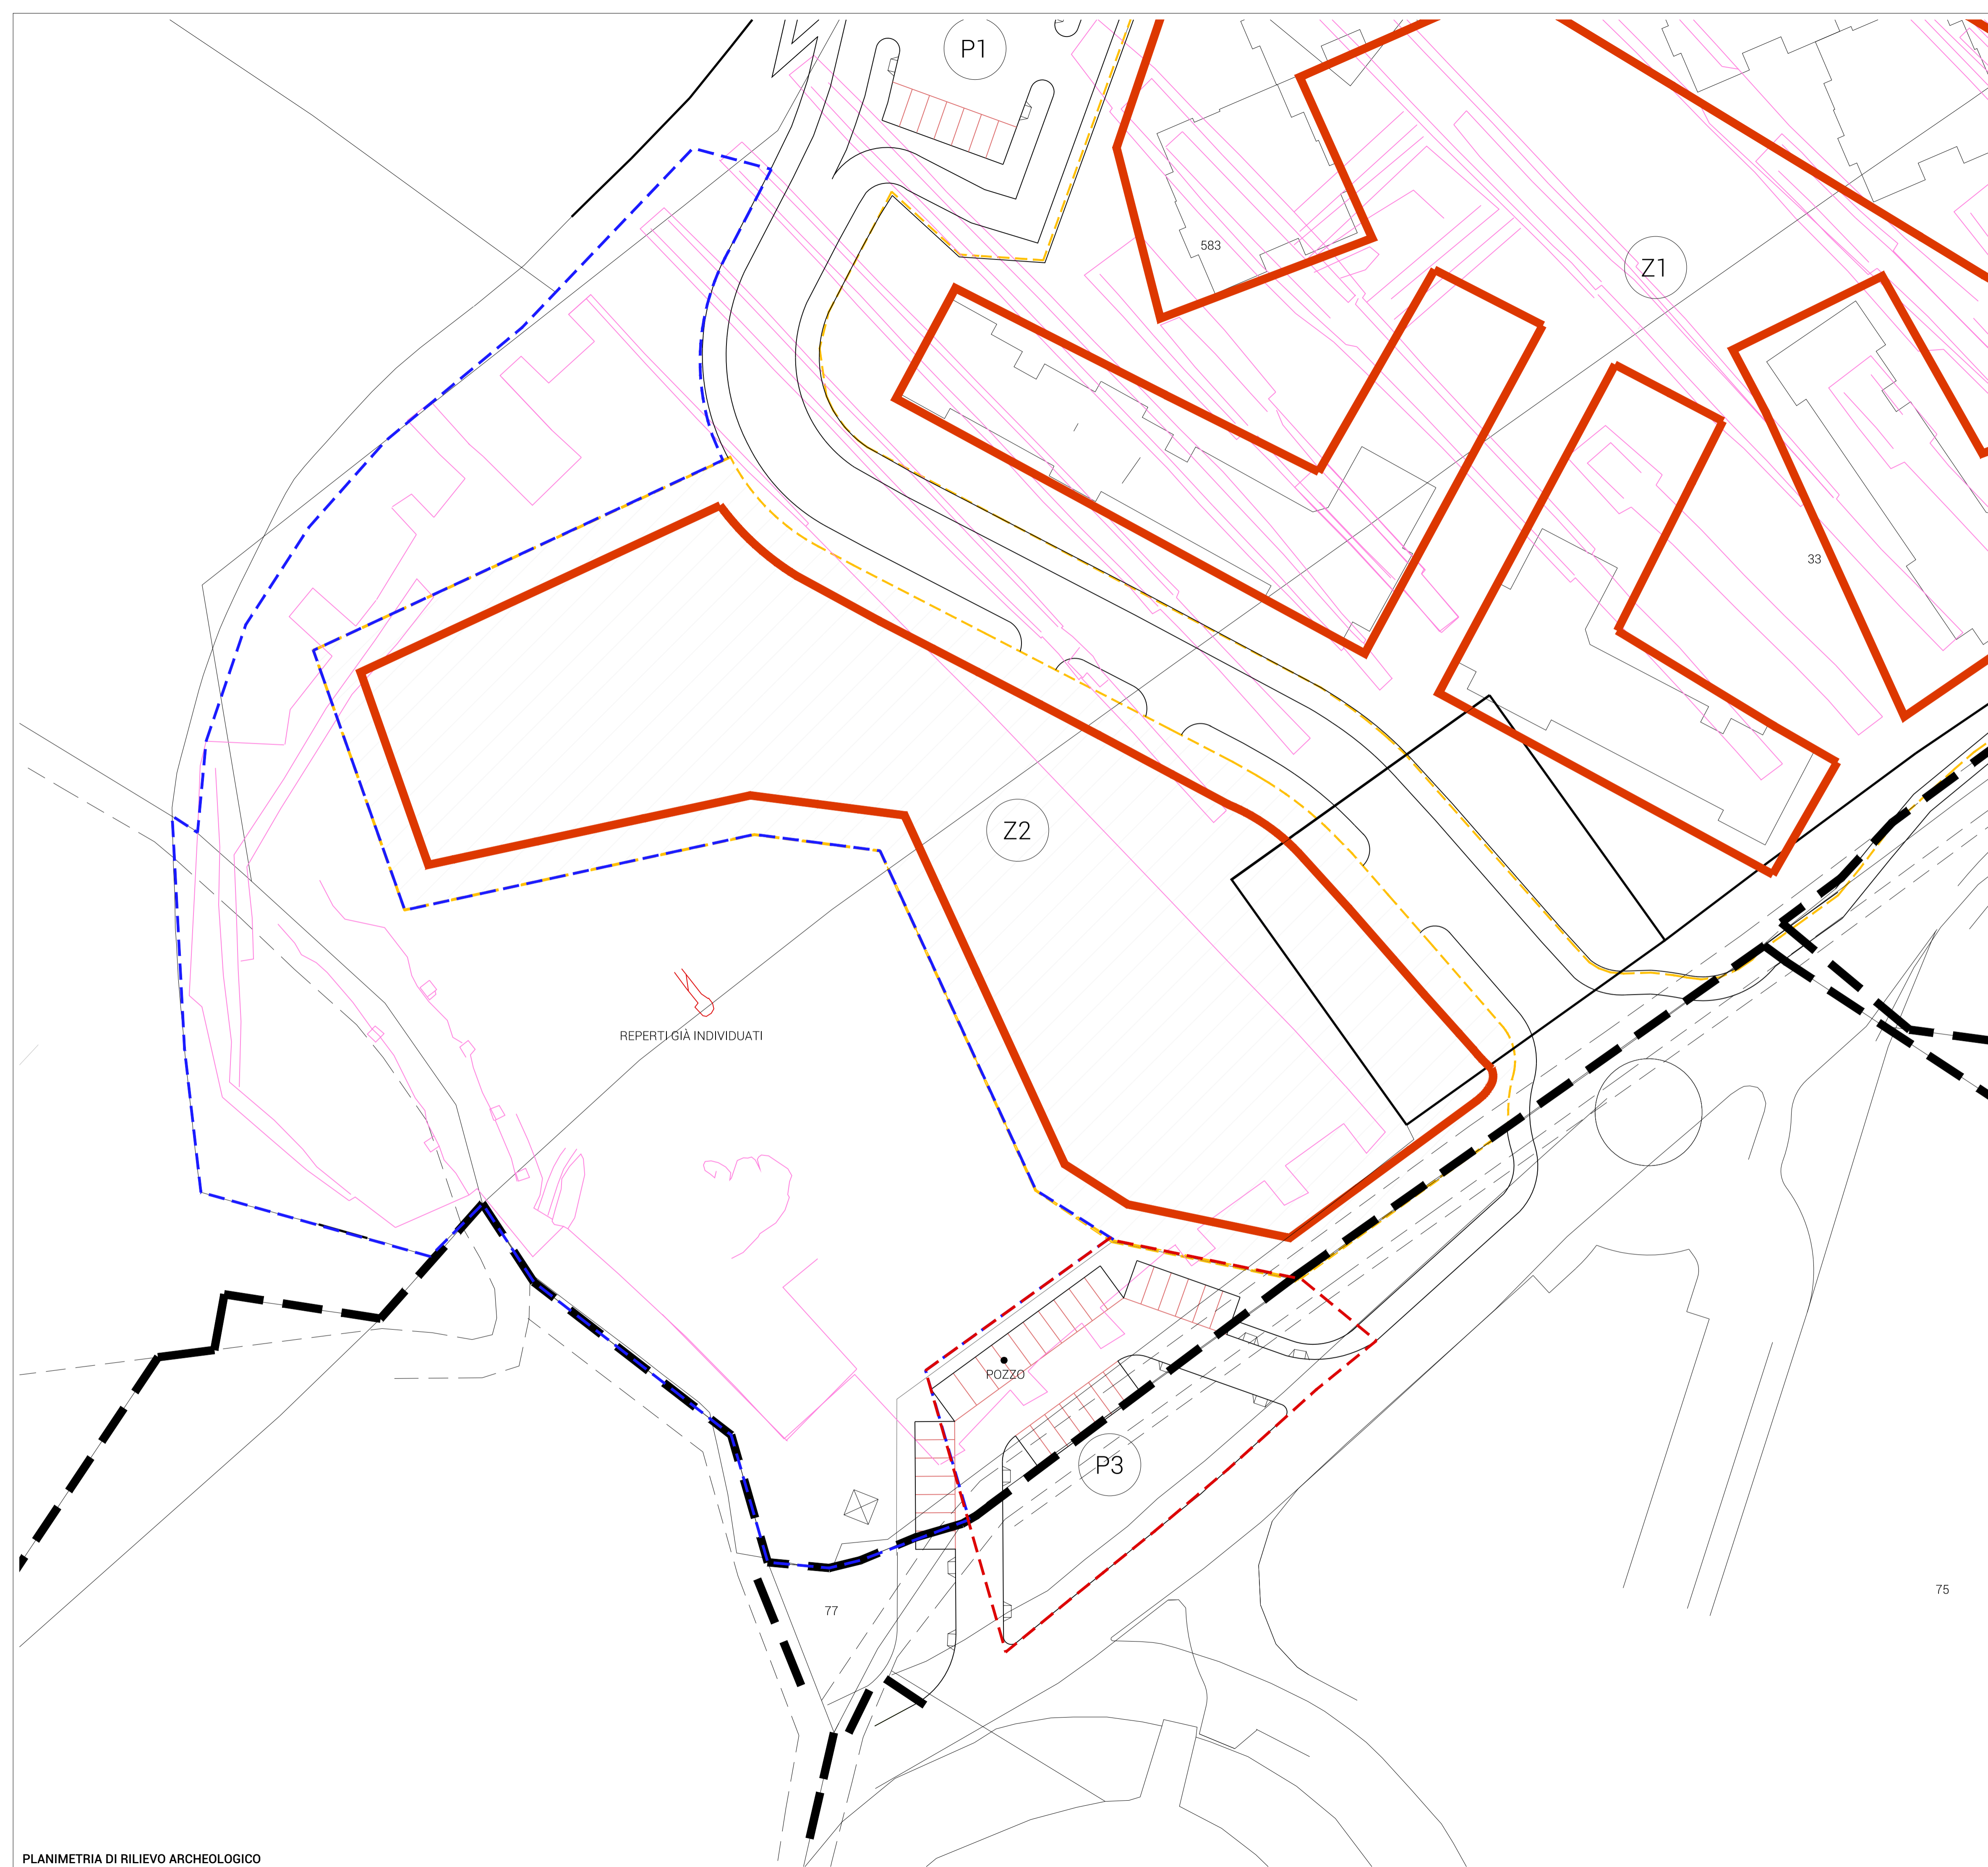 P1
583
Z1
33
Z2
REPERTI GIÀ INDIVIDUATI
POZZO
P3
75
77
PLANIMETRIA DI RILIEVO ARCHEOLOGICO